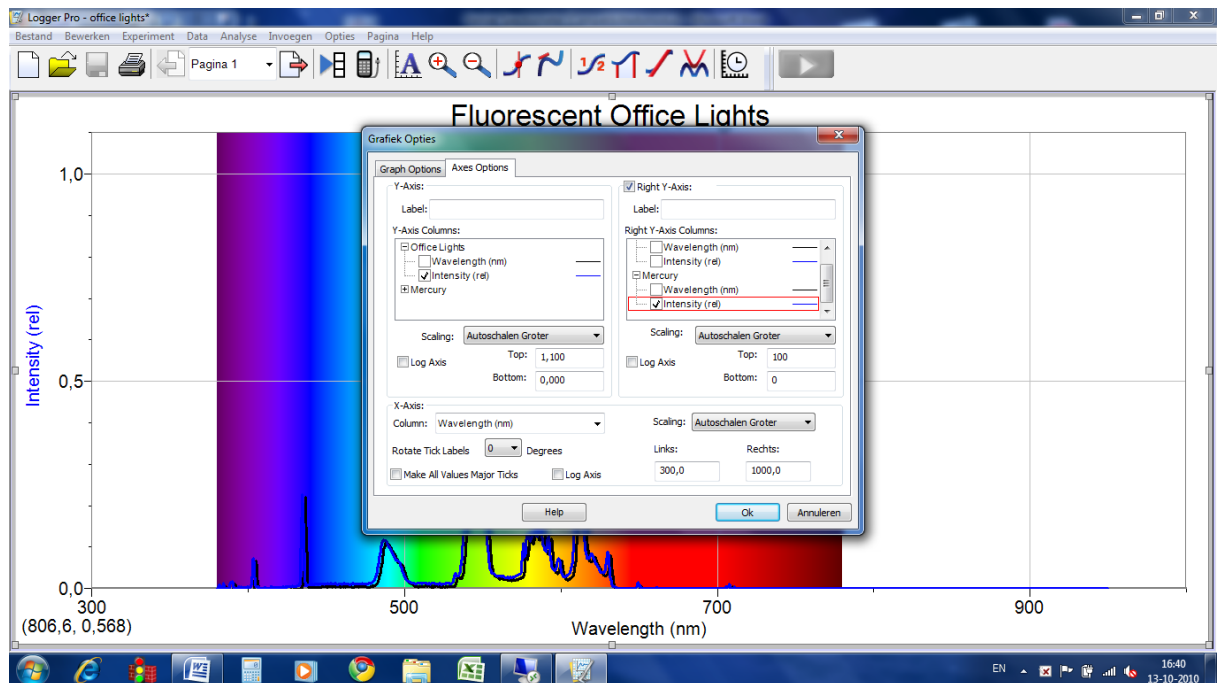 Logger Pro - office lights*
Bestand Bewerken Experiment Data Analyse Invoegen Opties Pagina Help
Pagina 1
Fluorescent Office Lights
Grafiek Opties
Graph Options Axes Options
Y-Axis:
Label:
Y-Axis Columns:
Office Lights
Wavelength (nm)
Intensity (rel)
Mercury
Scaling: Autoschalen Groter
Log Axis
Top: 1,100
Bottom: 0,000
Right Y-Axis:
Label:
Right Y-Axis Columns:
Wavelength (nm)
Intensity (rel)
Mercury
Wavelength (nm)
Intensity (rel)
Scaling: Autoschalen Groter
Log Axis
Top: 100
Bottom: 0
X-Axis:
Column: Wavelength (nm)
Scaling: Autoschalen Groter
Rotate Tick Labels 0 Degrees
Links: Rechts:
300,0 1000,0
Make All Values Major Ticks Log Axis
Help Ok Annuleren
1,0
0,5
0,0
Intensity (rel)
300 500 700 900
(806,6, 0,568)
Wavelength (nm)
EN
16:40
13-10-2010